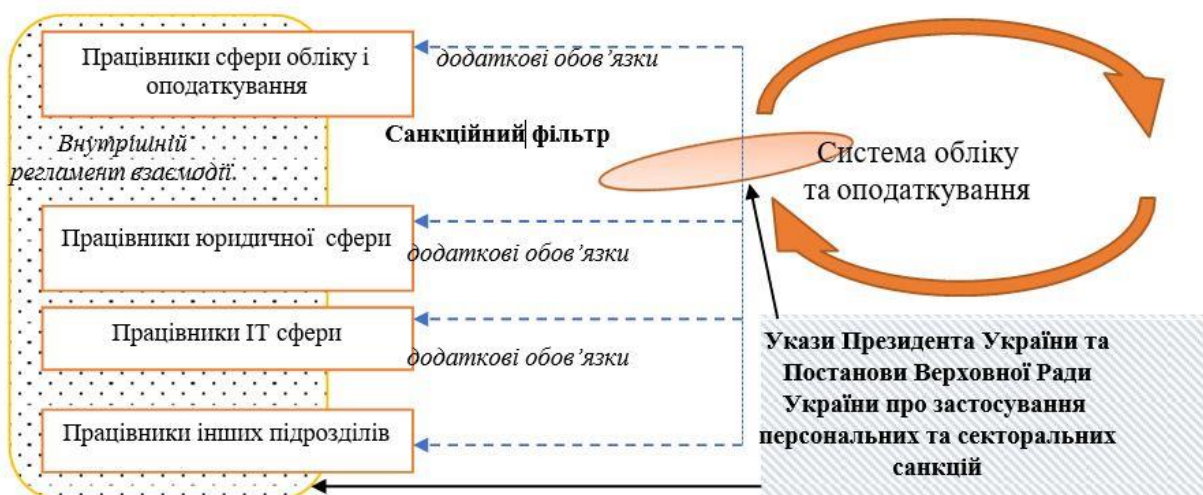 Працівники сфери обліку і
оподаткування
додаткові обов’язки
Внутрішній
регламент взаємодії
Санкційний фільтр
Система обліку
та оподаткування
Працівники юридичної сфери
додаткові обов’язки
Працівники ІТ сфери
додаткові обов’язки
Працівники інших підрозділів
Укази Президента України та
Постанови Верховної Ради
України про застосування
персональних та секторальних
санкцій